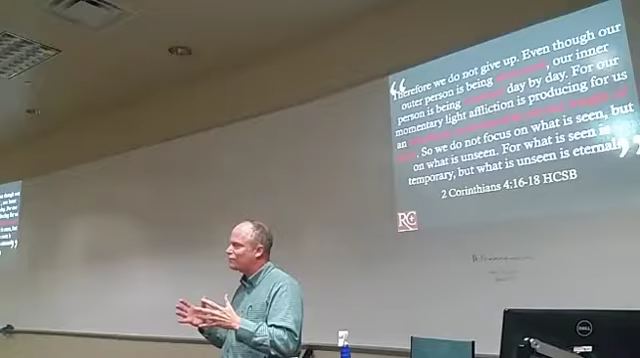 Therefore we do not give up. Even though our
outer person is being destroyed, our inner
person is being renewed day by day. For our
momentary light affliction is producing for us
an
. So we do not focus on what is seen, but
on what is unseen. For what is seen is
temporary, but what is unseen is eternal.
2 Corinthians 4:16-18 HCSB
RC
DELL